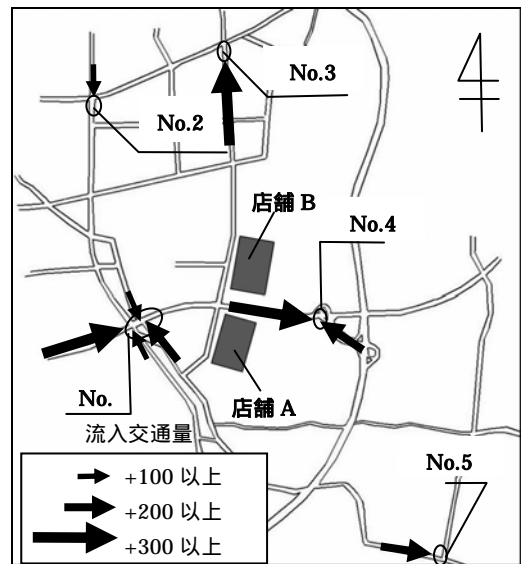 No.3
No.2
店舗 B
No.4
No.
店舗 A
流入交通量
No.5
+100 以上
+200 以上
+300 以上